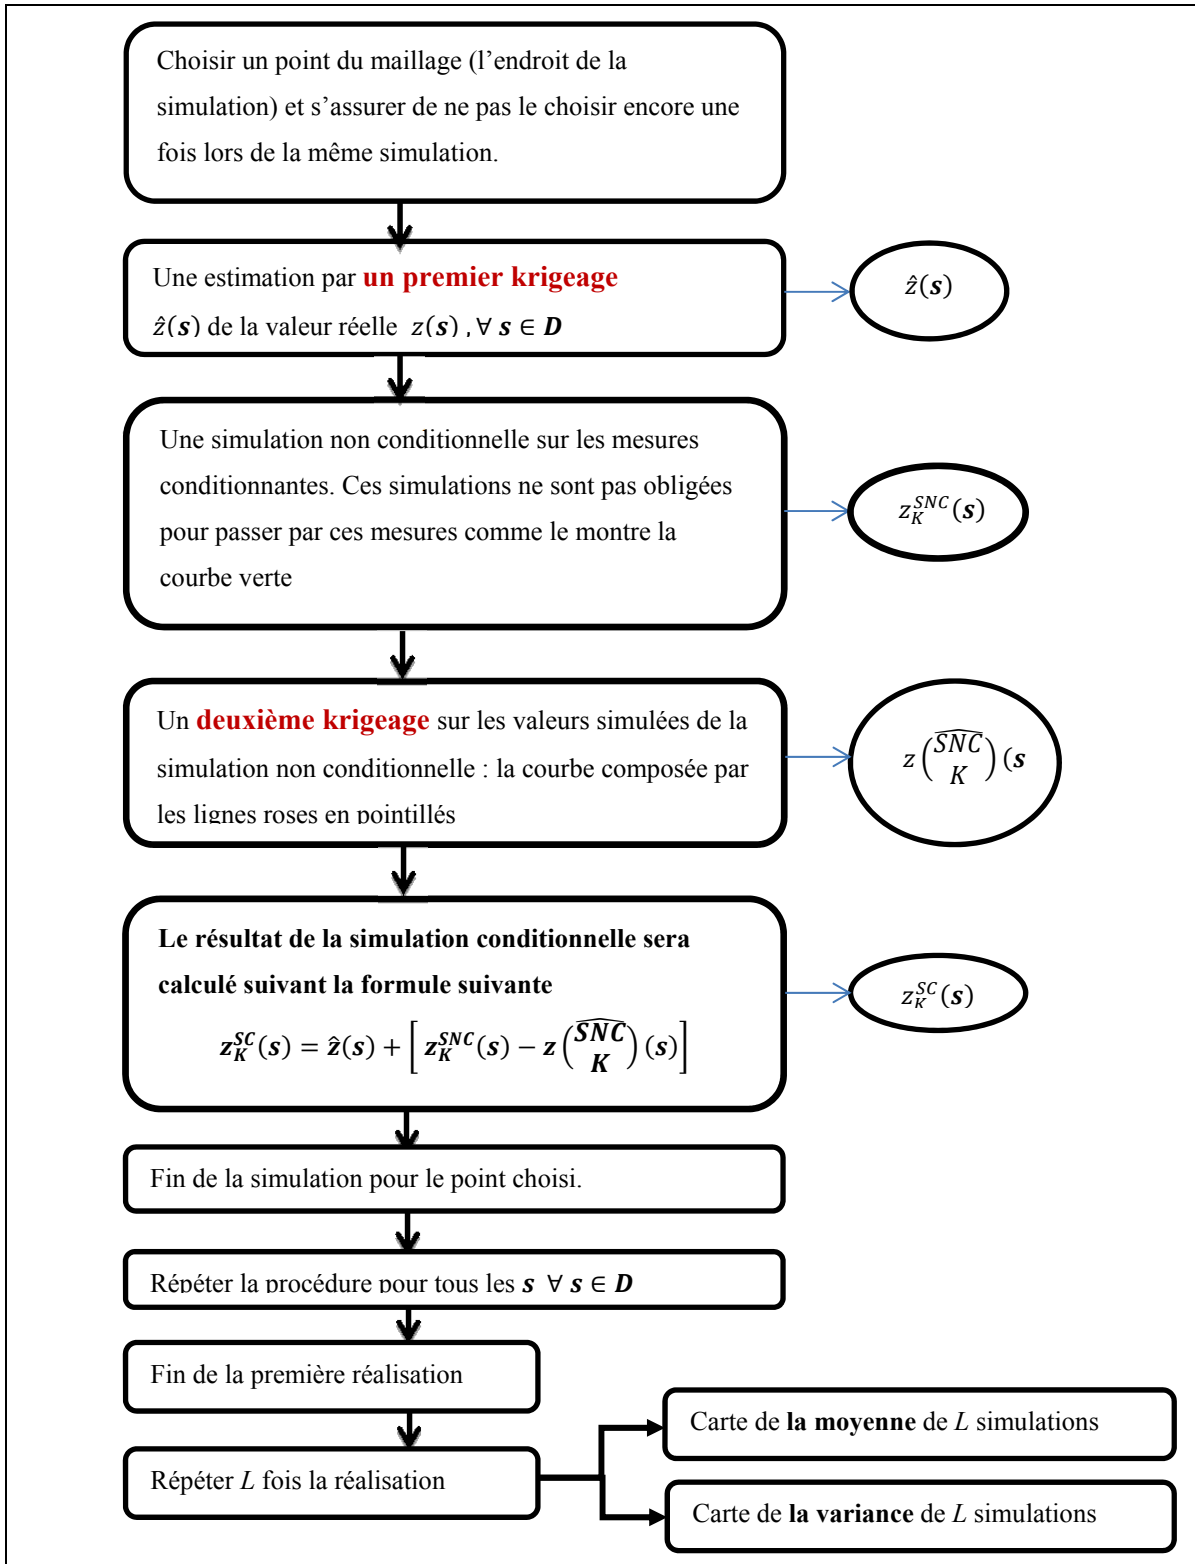 Choisir un point du maillage (l’endroit de la
simulation) et s’assurer de ne pas le choisir encore une
fois lors de la même simulation.
Une estimation par un premier krigeage
ẑ(s) de la valeur réelle z(s) , ∀ s ∈ D
ẑ(s)
Une simulation non conditionnelle sur les mesures
conditionnantes. Ces simulations ne sont pas obligées
pour passer par ces mesures comme le montre la
courbe verte
z_K^{SNC}(s)
Un deuxième krigeage sur les valeurs simulées de la
simulation non conditionnelle : la courbe composée par
les lignes roses en pointillés
z(\widehat{SNC} \atop K)(s
Le résultat de la simulation conditionnelle sera
calculé suivant la formule suivante
z_K^{SC}(s) = ẑ(s) + [ z_K^{SNC}(s) − z(\widehat{SNC} \atop K)(s)]
z_K^{SC}(s)
Fin de la simulation pour le point choisi.
Répéter la procédure pour tous les s ∀ s ∈ D
Fin de la première réalisation
Répéter L fois la réalisation
Carte de la moyenne de L simulations
Carte de la variance de L simulations